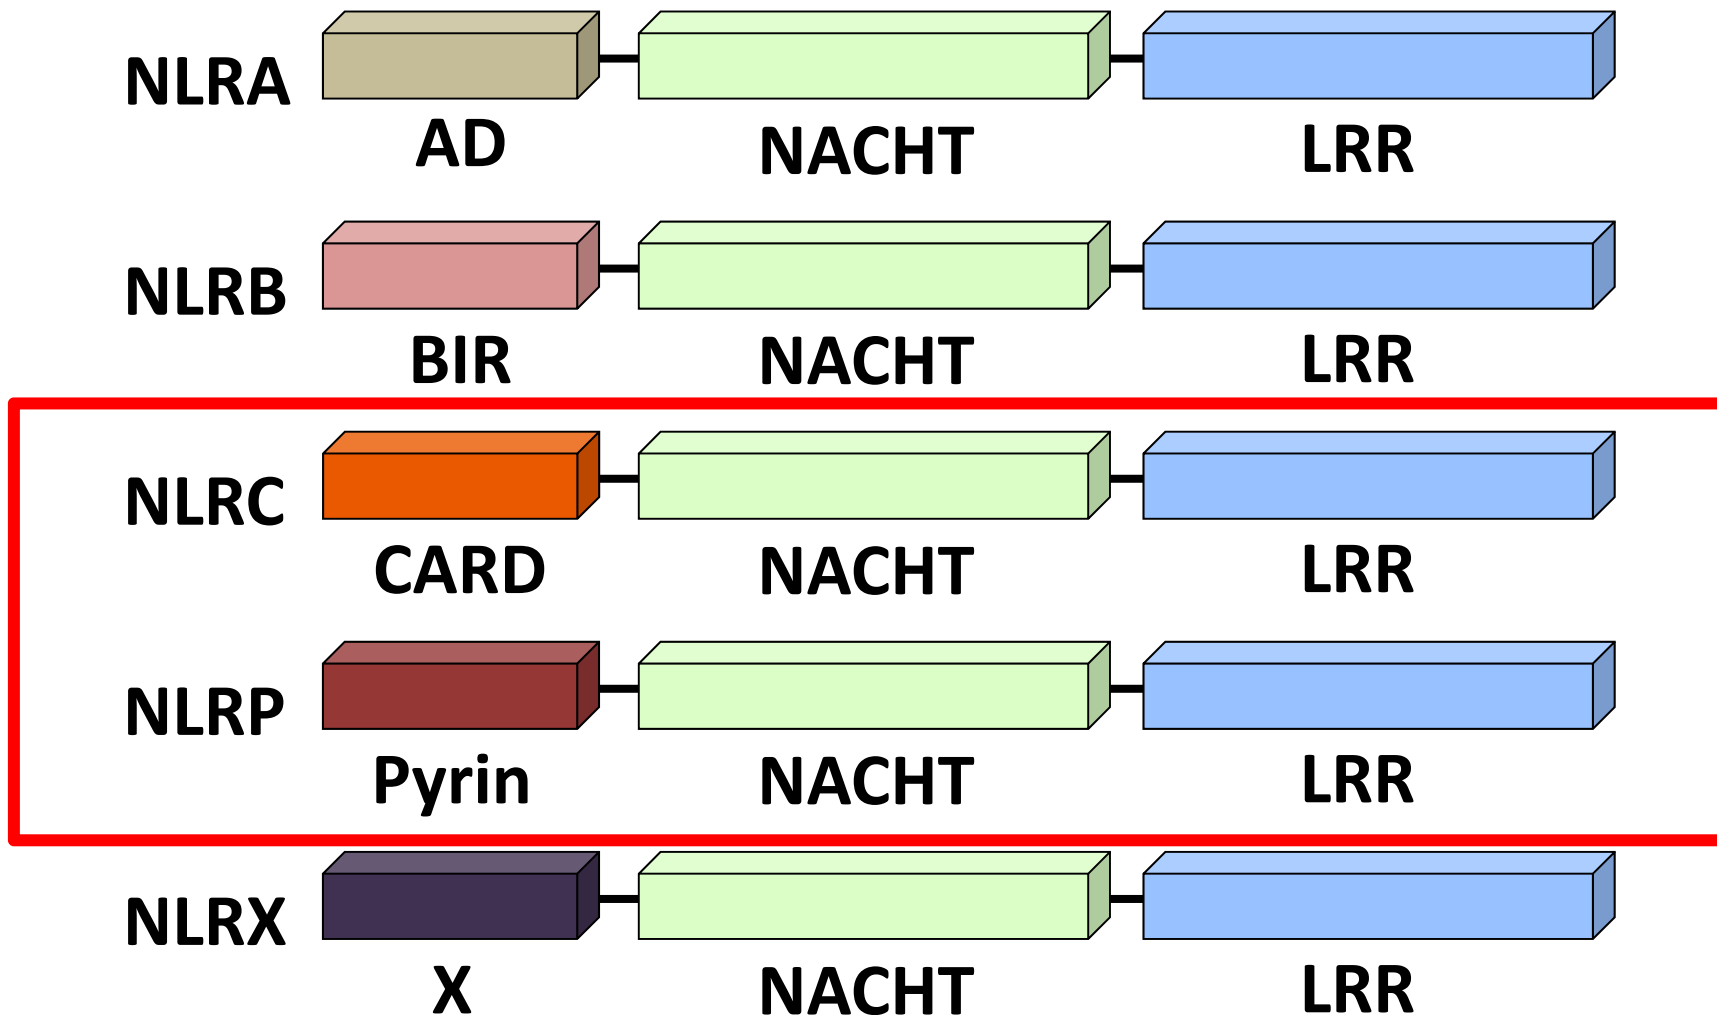 NLRA
AD NACHT LRR
NLRB
BIR NACHT LRR
NLRC
CARD NACHT LRR
NLRP
Pyrin NACHT LRR
NLRX
X NACHT LRR